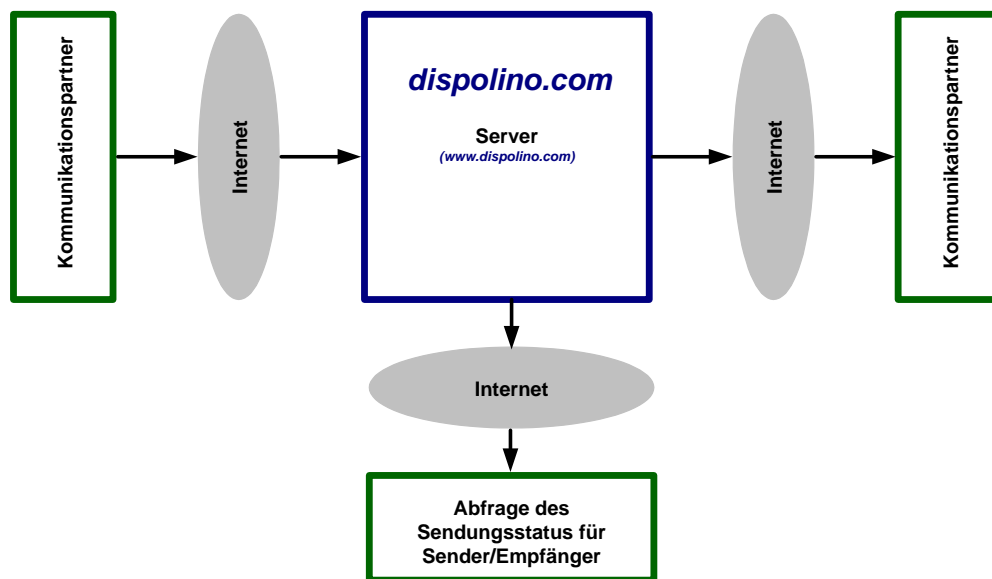 Kommunikationspartner
Internet
dispolino.com
Server
(www.dispolino.com)
Internet
Kommunikationspartner
Internet
Abfrage des
Sendungsstatus für
Sender/Empfänger